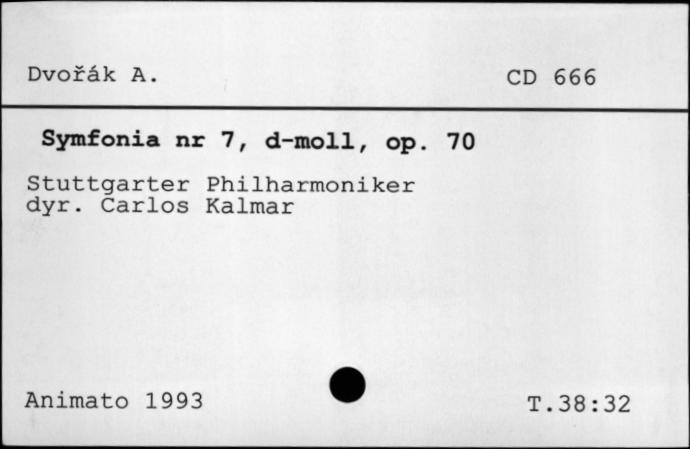 Dvořák A. CD 666
Symfonia nr 7, d-moll, op. 70
Stuttgarter Philharmoniker
dyr. Carlos Kalmar
Animato 1993 T.38:32